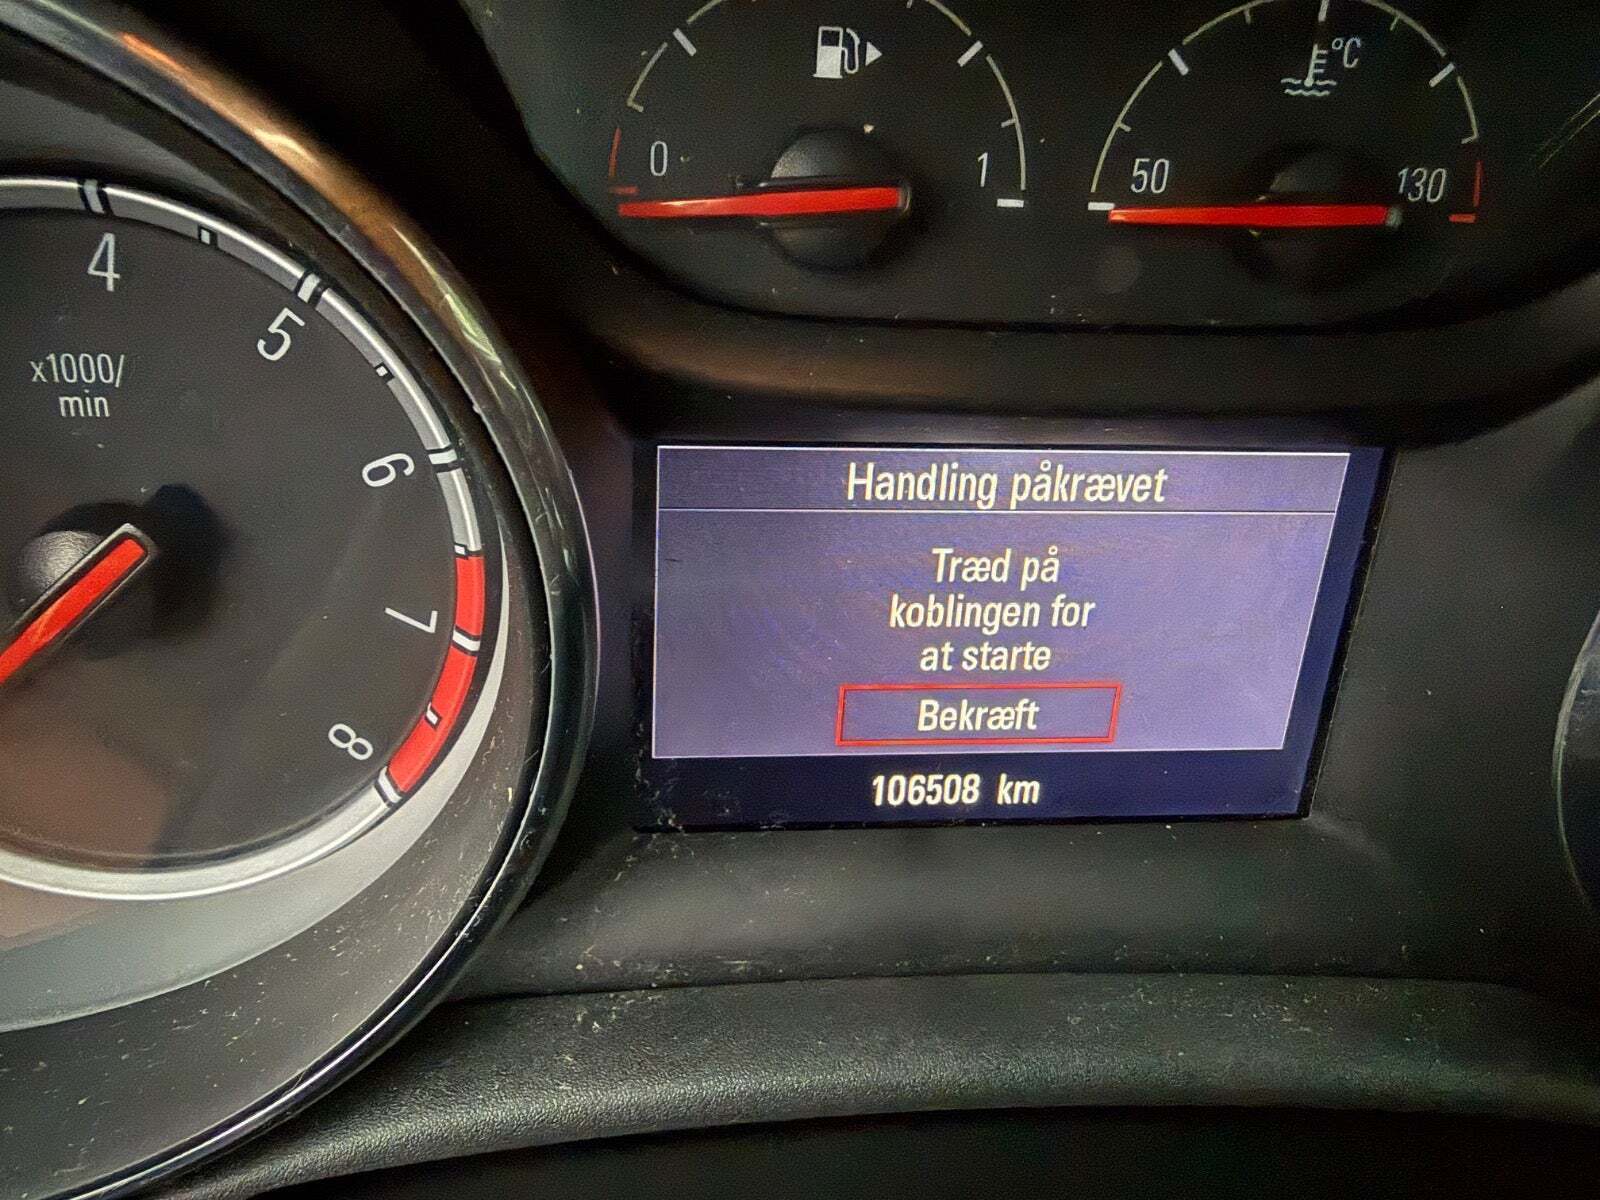 0
1
50
130
°C
4
5
6
7
8
x1000/
min
Handling påkrævet
Træd på
koblingen for
at starte
Bekræft
106508 km